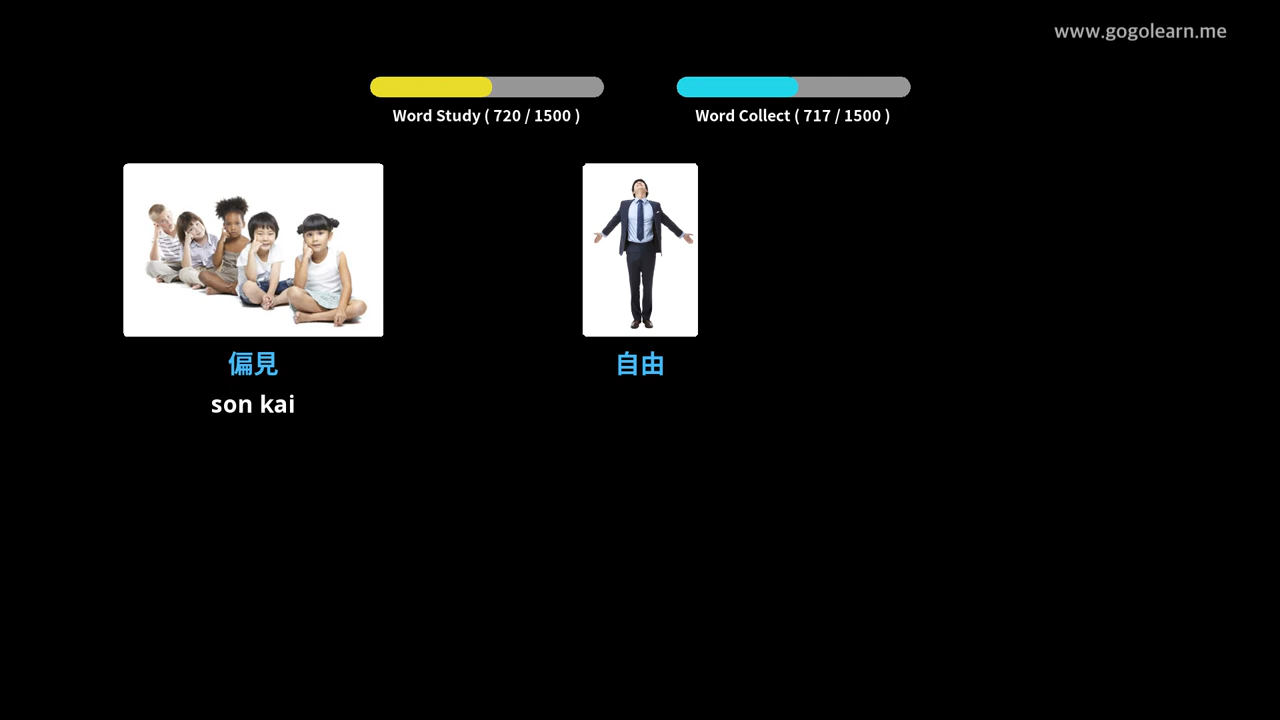 www.gogolearn.me
Word Study ( 720 / 1500 )
Word Collect ( 717 / 1500 )
偏見
自由
son kai